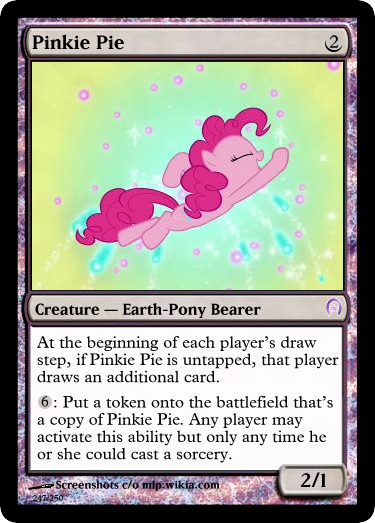 Pinkie Pie 2
Creature — Earth-Pony Bearer
At the beginning of each player's draw
step, if Pinkie Pie is untapped, that player
draws an additional card.
6: Put a token onto the battlefield that's
a copy of Pinkie Pie. Any player may
activate this ability but only any time he
or she could cast a sorcery.
2/1
Screenshots c/o mlp.wikia.com
247/250